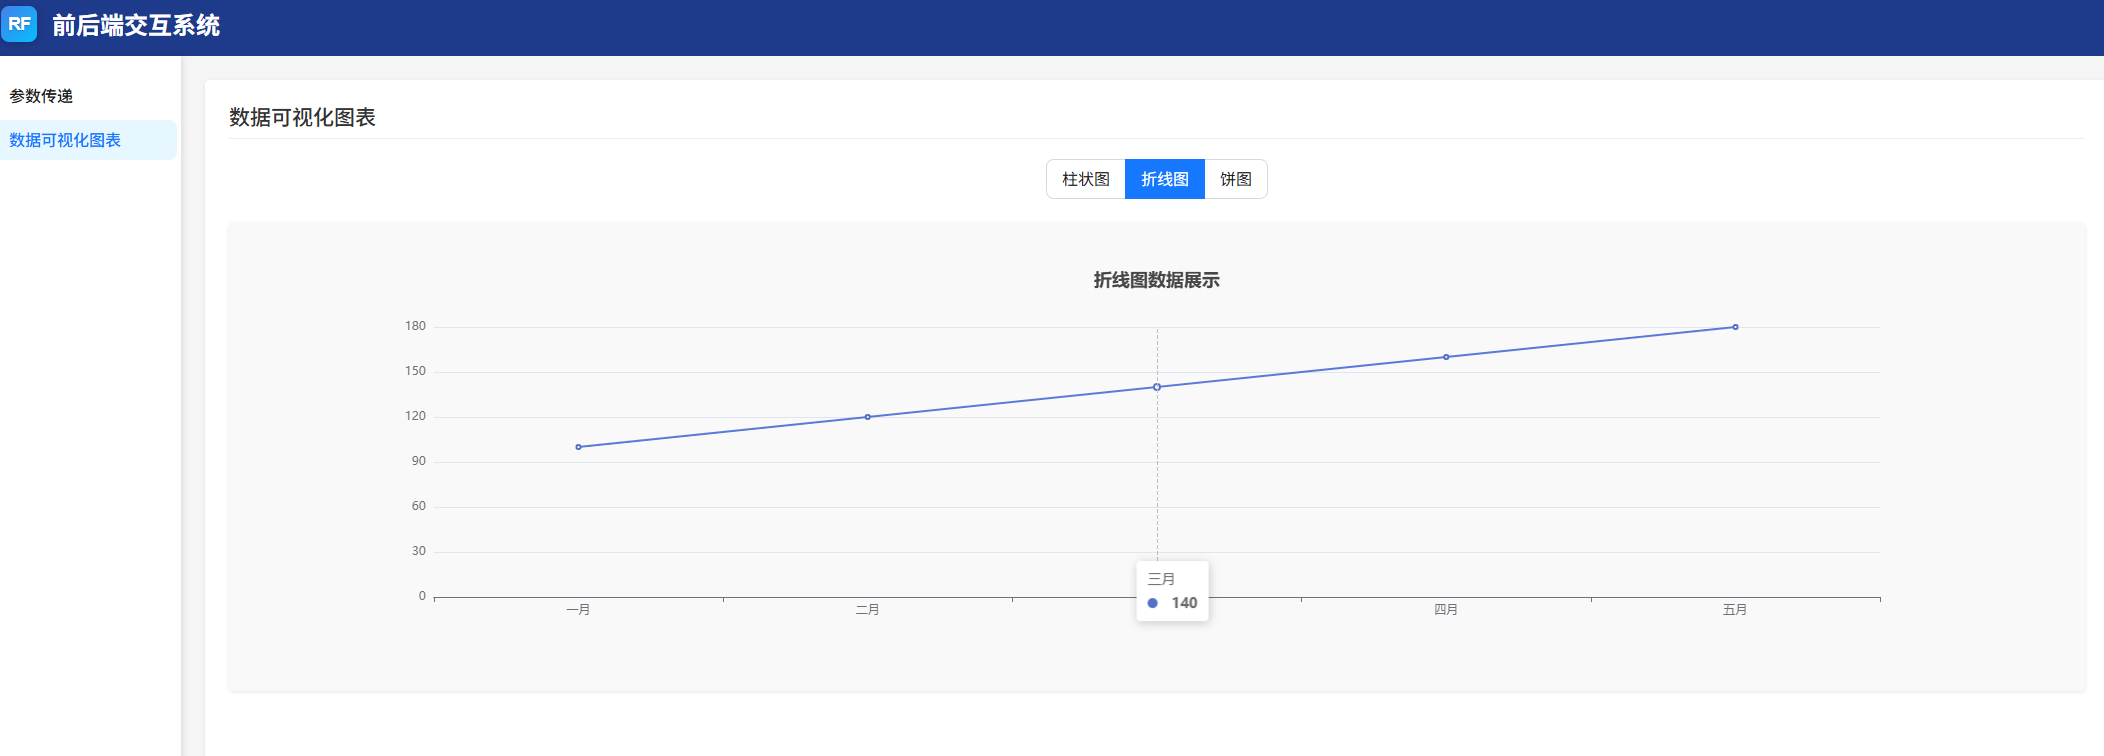 RF 前后端交互系统
参数传递
数据可视化图表
数据可视化图表
柱状图 折线图 饼图
折线图数据展示
180
150
120
90
60
30
0
三月
140
一月 二月 四月 五月